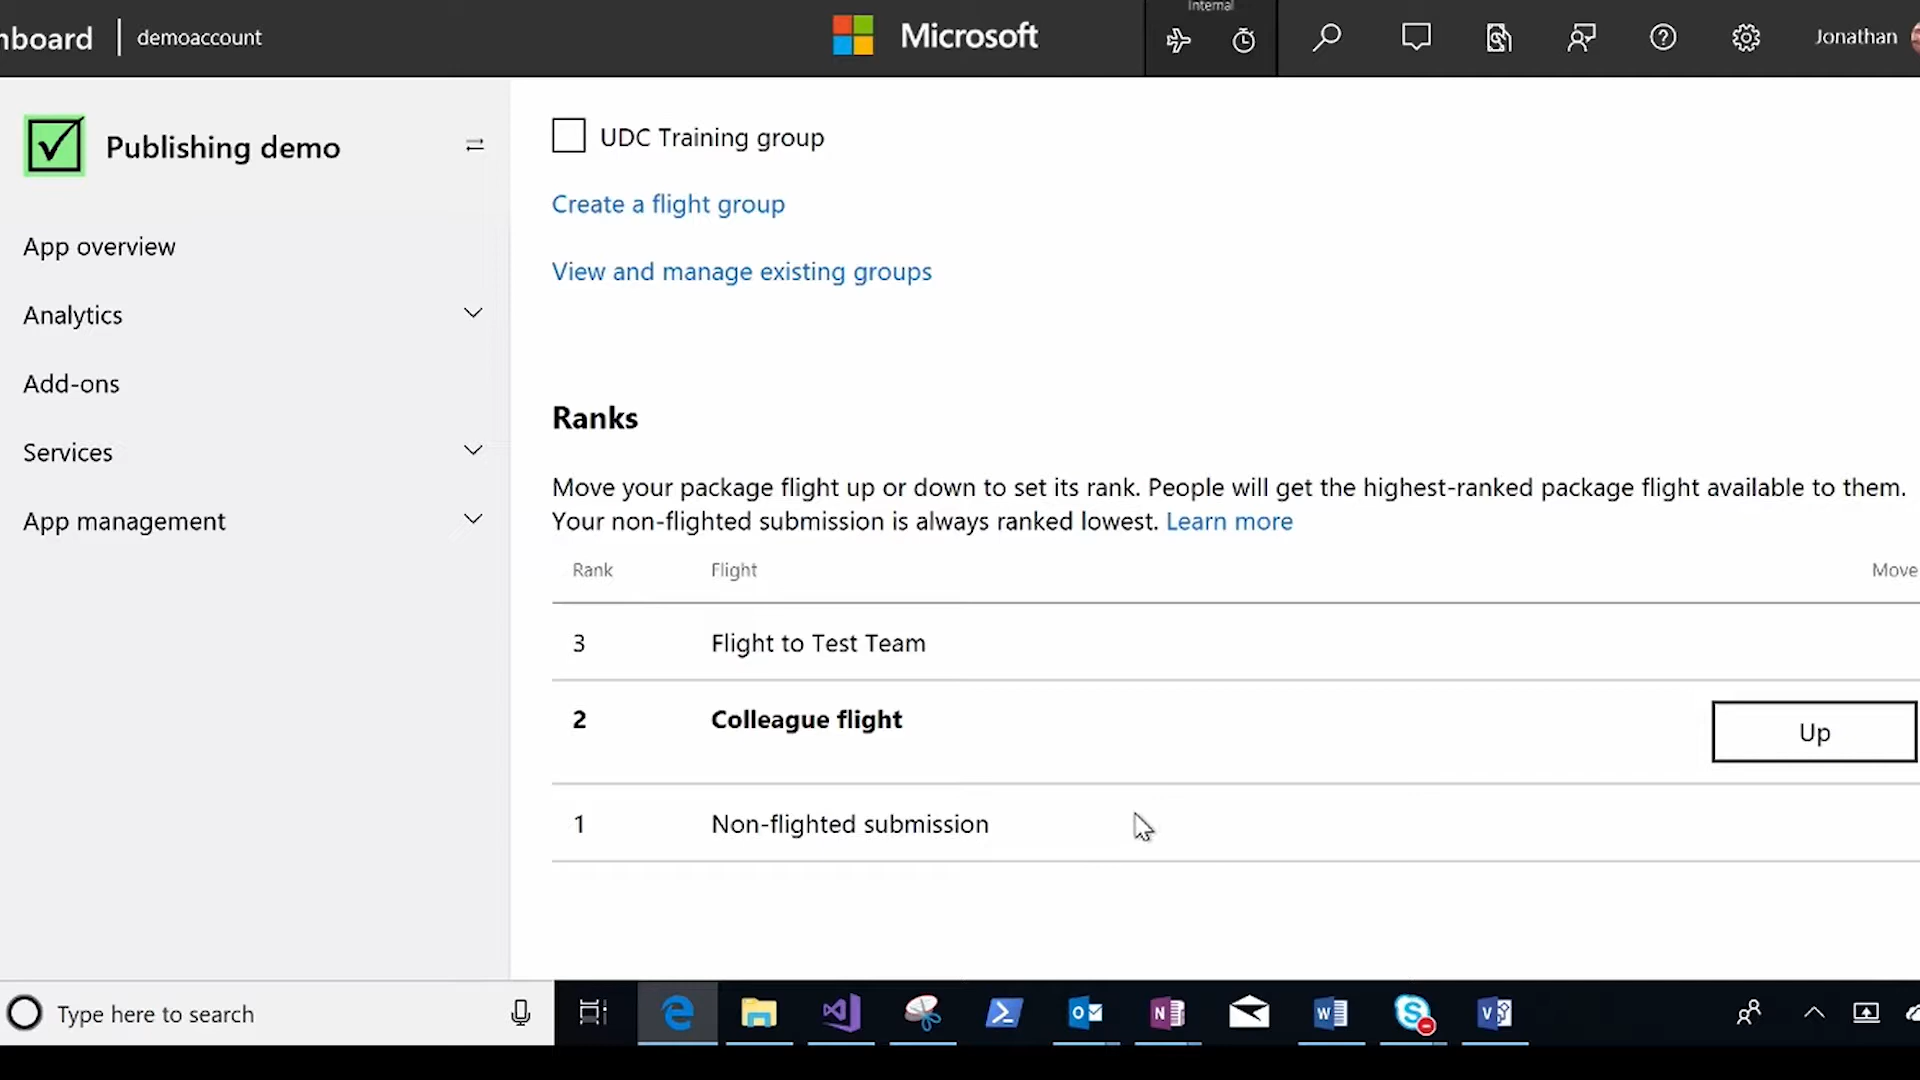 nboard | demoaccount
Microsoft
Internal
Jonathan
Publishing demo
App overview
Analytics
Add-ons
Services
App management
UDC Training group
Create a flight group
View and manage existing groups
Ranks
Move your package flight up or down to set its rank. People will get the highest-ranked package flight available to them.
Your non-flighted submission is always ranked lowest. Learn more
Rank Flight Move
3 Flight to Test Team
2 Colleague flight Up
1 Non-flighted submission
Type here to search